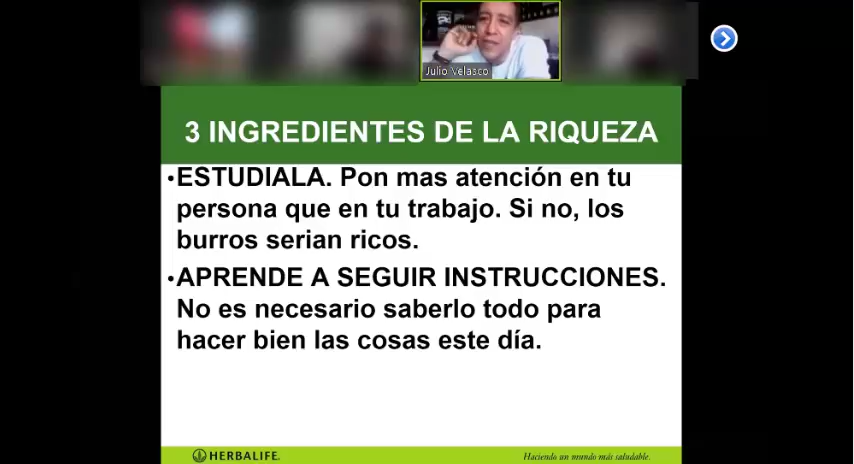 Julio Velasco
3 INGREDIENTES DE LA RIQUEZA
•ESTUDIALA. Pon mas atención en tu
persona que en tu trabajo. Si no, los
burros serian ricos.
•APRENDE A SEGUIR INSTRUCCIONES.
No es necesario saberlo todo para
hacer bien las cosas este día.
HERBALIFE.
Haciendo un mundo más saludable.